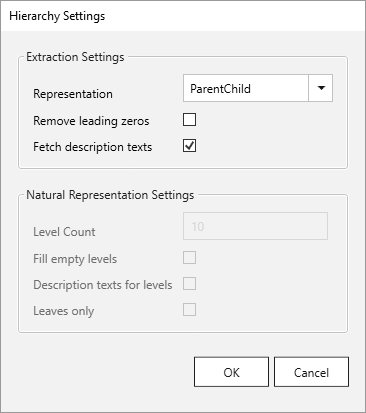 Hierarchy Settings
Extraction Settings
Representation ParentChild
Remove leading zeros
Fetch description texts
Natural Representation Settings
Level Count 10
Fill empty levels
Description texts for levels
Leaves only
OK Cancel